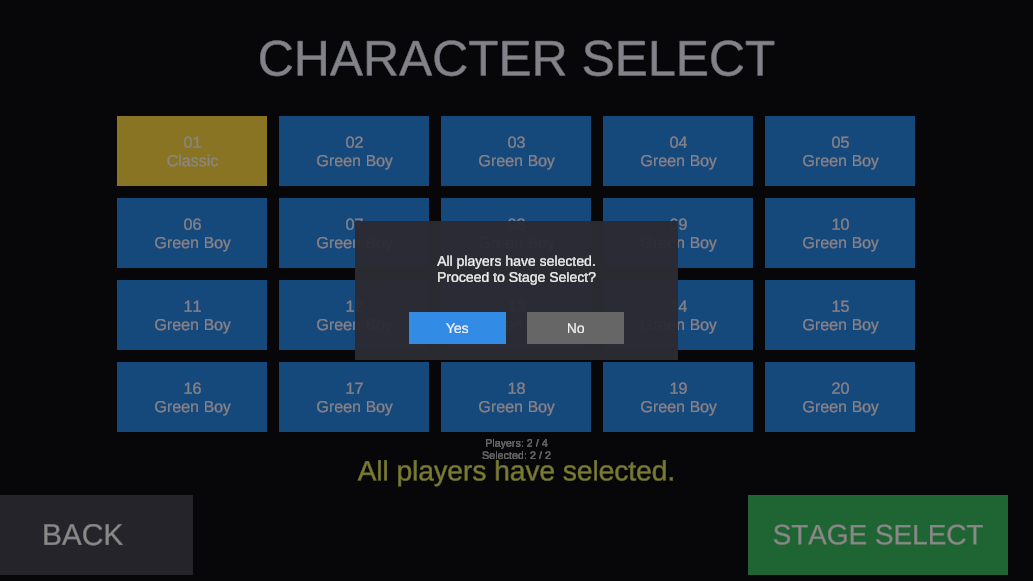 CHARACTER SELECT
01
Classic
02
Green Boy
03
Green Boy
04
Green Boy
05
Green Boy
06
Green Boy
10
Green Boy
All players have selected.
Proceed to Stage Select?
Yes
No
11
Green Boy
15
Green Boy
16
Green Boy
17
Green Boy
18
Green Boy
19
Green Boy
20
Green Boy
Players: 2 / 4
Selected: 2 / 2
All players have selected.
BACK
STAGE SELECT